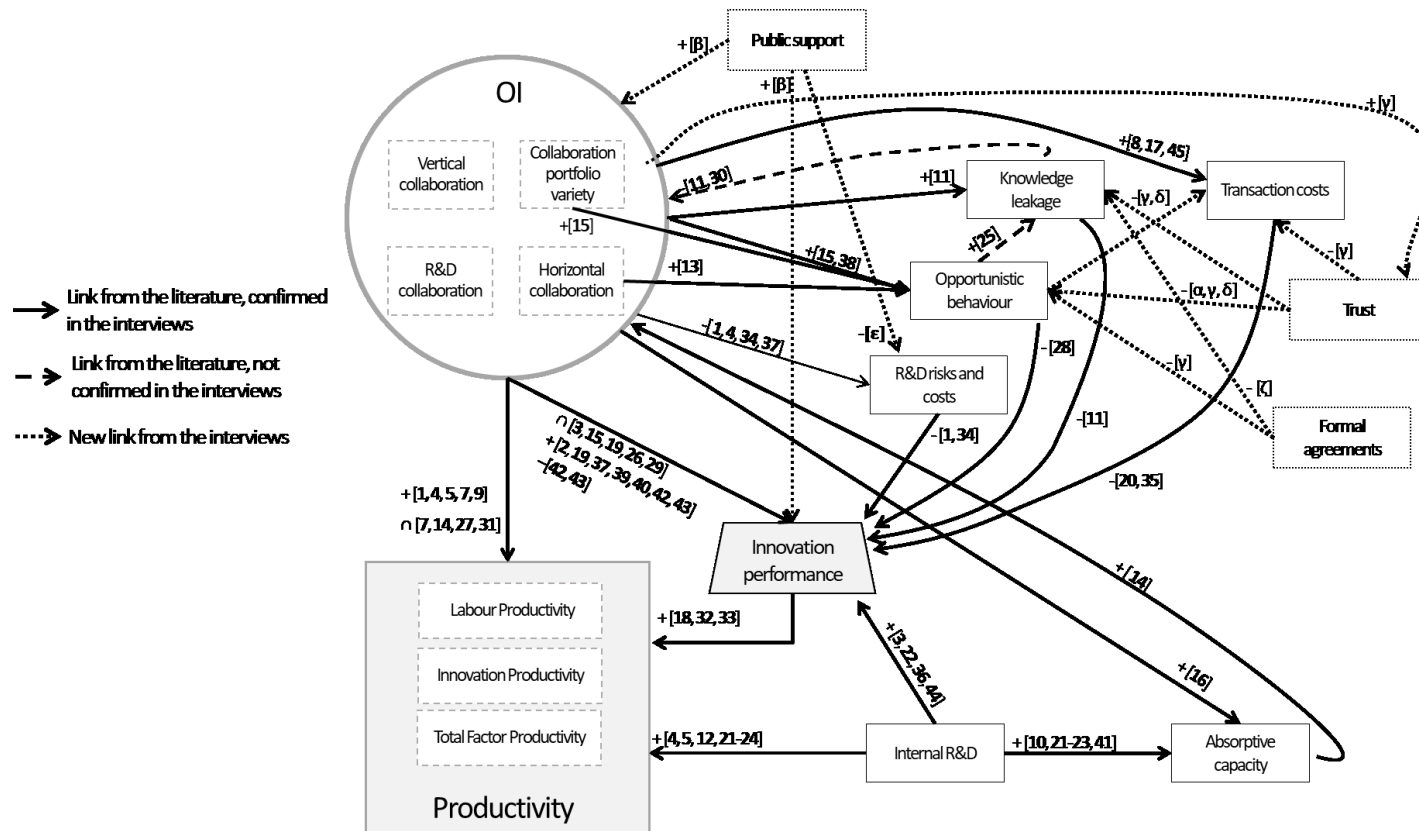 Public support
+[β]
+[β]
OI
+[γ]
Vertical
collaboration
Collaboration
portfolio
variety
+[8,17,45]
-[11,30]
+[11]
Knowledge
leakage
Transaction costs
-[γ,δ]
+[15]
+[25]
+[15,38]
-[γ]
R&D
collaboration
Horizontal
collaboration
+[13]
Opportunistic
behaviour
-[α,γ,δ]
Trust
Link from the literature, confirmed
in the interviews
-[1,4,34,37]
-[ε]
-[28]
-[γ]
Link from the literature, not
confirmed in the interviews
R&D risks and
costs
-[ζ]
New link from the interviews
-[1,34]
-[11]
Formal
agreements
∩[3,15,19,26,29]
+[2,19,37,39,40,42,43]
–[42,43]
-[20,35]
+[1,4,5,7,9]
∩[7,14,27,31]
Innovation
performance
+[14]
Labour Productivity
+[18,32,33]
+[3,22,36,44]
Innovation Productivity
+[16]
Total Factor Productivity
+[4,5,12,21-24]
Internal R&D
+[10,21-23,41]
Absorptive
capacity
Productivity